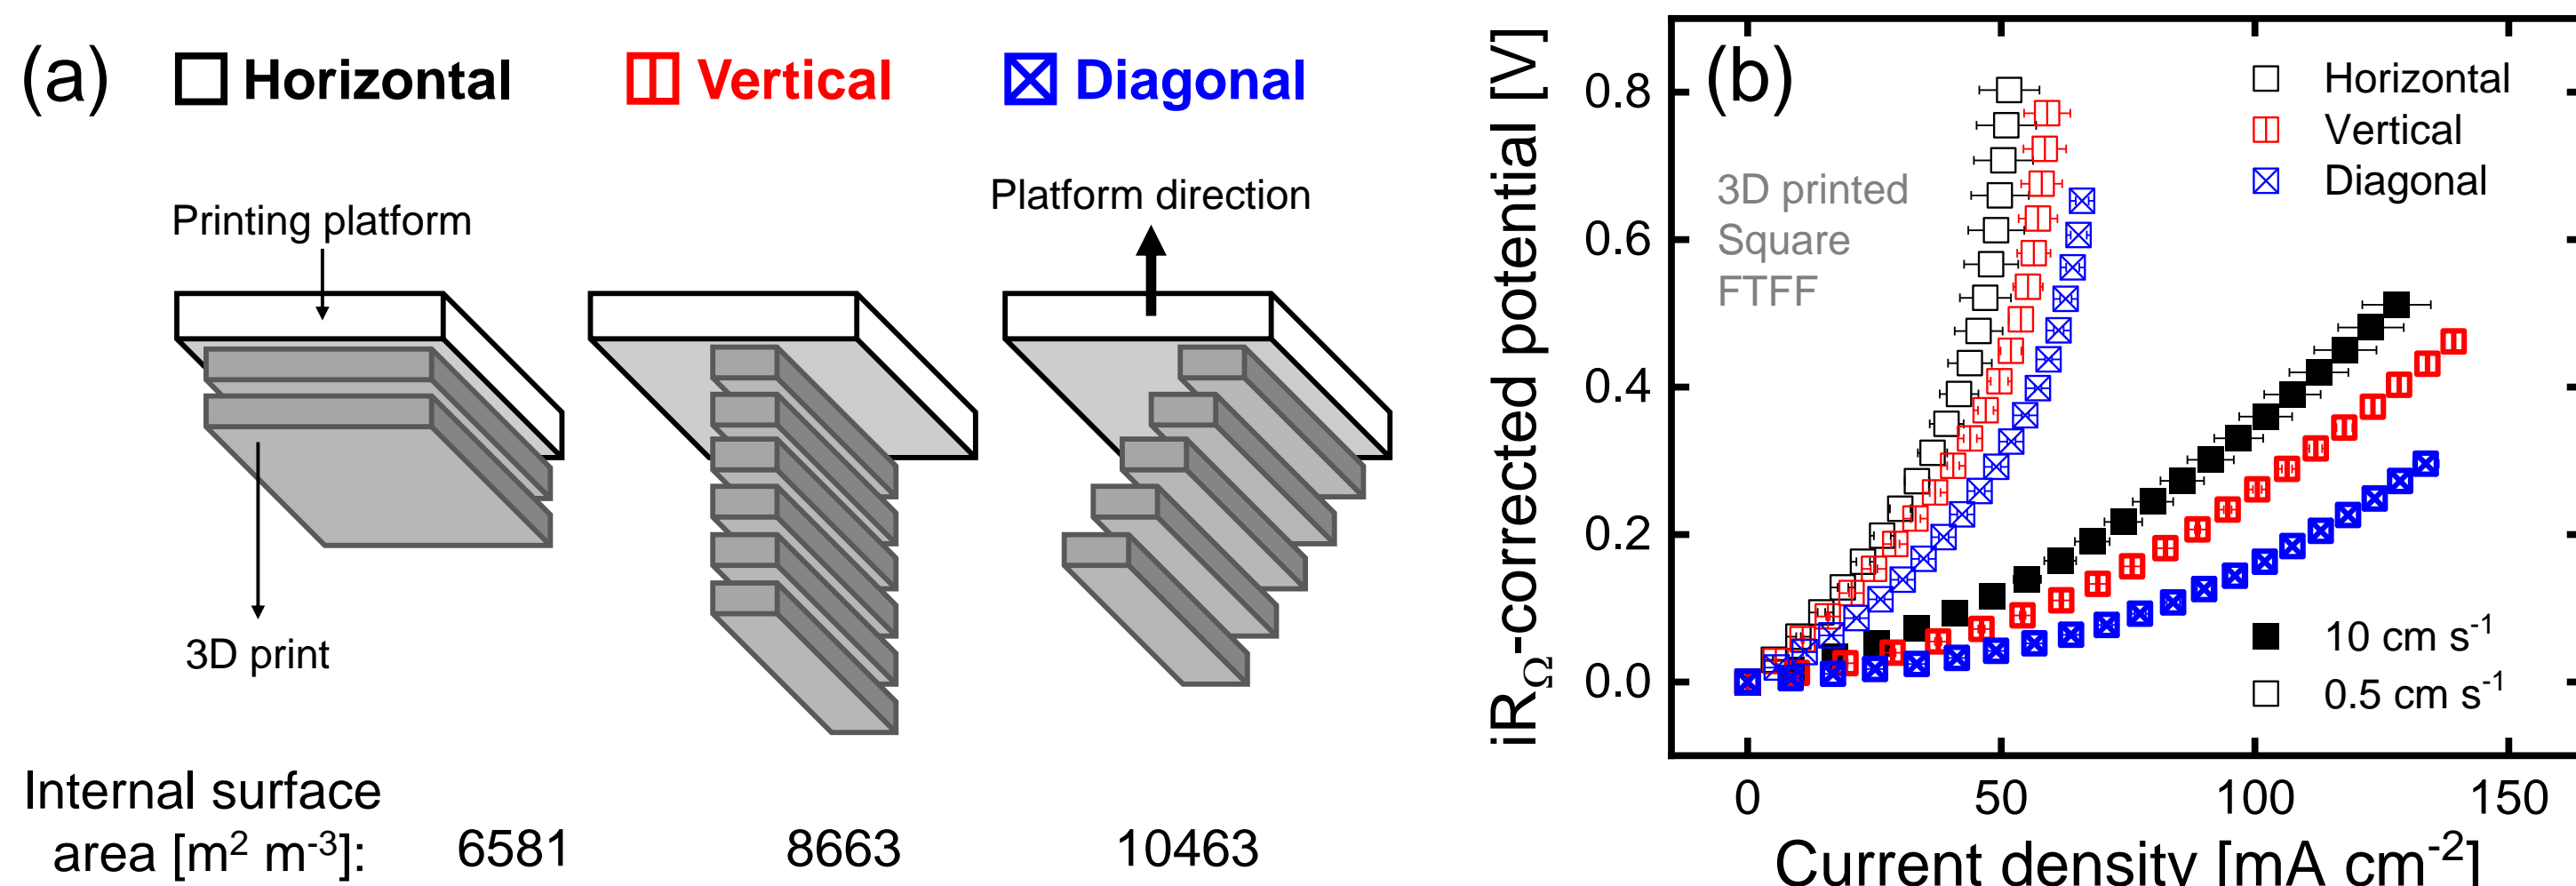 (a) Horizontal Vertical Diagonal
Printing platform
Platform direction
3D print
Internal surface
area [m² m⁻³]: 6581 8663 10463
(b)
Horizontal
Vertical
Diagonal
3D printed
Square
FTFF
10 cm s⁻¹
0.5 cm s⁻¹
iR_Ω-corrected potential [V]
0.8
0.6
0.4
0.2
0.0
0 50 100 150
Current density [mA cm⁻²]